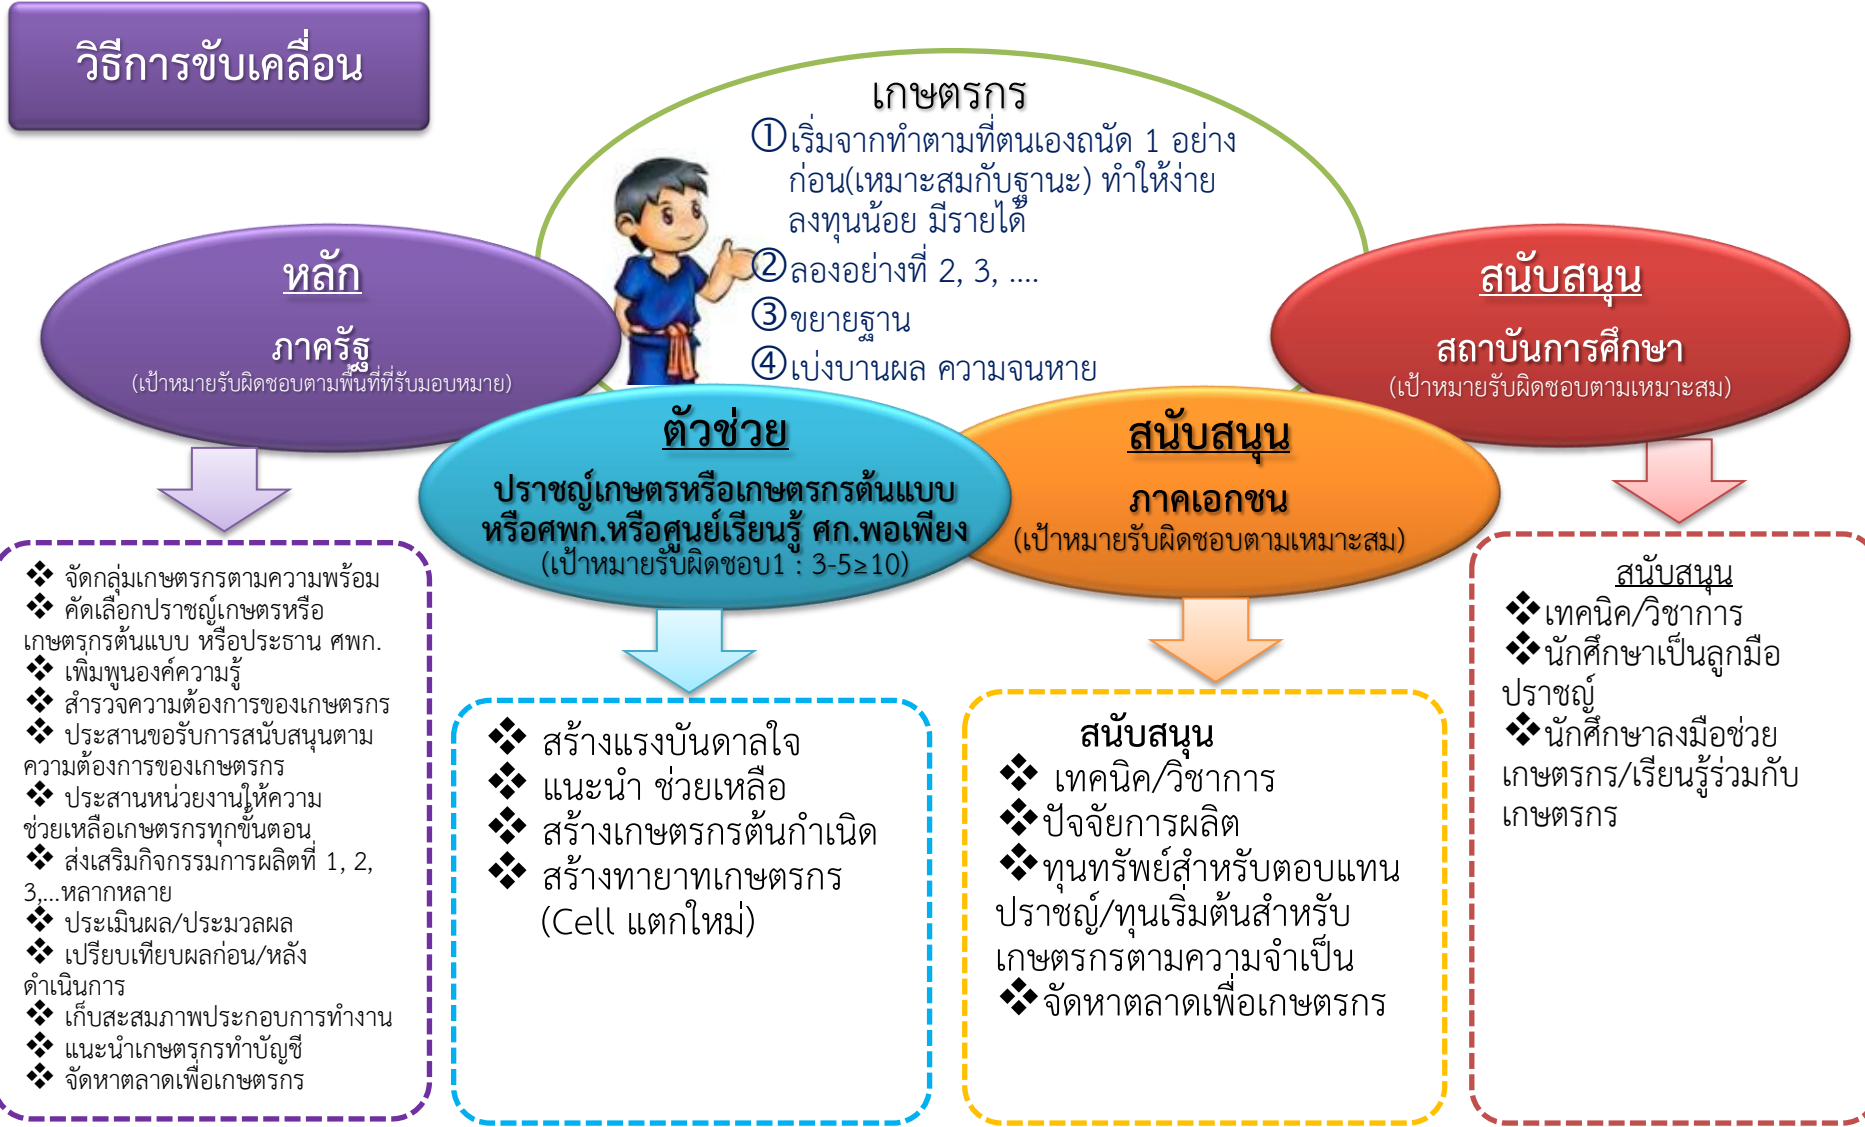 วิธีการขับเคลื่อน
เกษตรกร
①เริ่มจากทำตามที่ตนเองถนัด 1 อย่าง
ก่อน(เหมาะสมกับฐานะ) ทำให้ง่าย
ลงทุนน้อย มีรายได้
②ลองอย่างที่ 2, 3, ....
③ขยายฐาน
④เบ่งบานผล ความจนหาย
หลัก
ภาครัฐ
(เป้าหมายรับผิดชอบตามพื้นที่ที่รับมอบหมาย)
ตัวช่วย
ปราชญ์เกษตรหรือเกษตรกรต้นแบบ
หรือศพก.หรือศูนย์เรียนรู้ ศก.พอเพียง
(เป้าหมายรับผิดชอบ1 : 3-5≥10)
สนับสนุน
ภาคเอกชน
(เป้าหมายรับผิดชอบตามเหมาะสม)
สนับสนุน
สถาบันการศึกษา
(เป้าหมายรับผิดชอบตามเหมาะสม)
❖ จัดกลุ่มเกษตรกรตามความพร้อม
❖ คัดเลือกปราชญ์เกษตรหรือ
เกษตรกรต้นแบบ หรือประธาน ศพก.
❖ เพิ่มพูนองค์ความรู้
❖ สำรวจความต้องการของเกษตรกร
❖ ประสานขอรับการสนับสนุนตาม
ความต้องการของเกษตรกร
❖ ประสานหน่วยงานให้ความ
ช่วยเหลือเกษตรกรทุกขั้นตอน
❖ ส่งเสริมกิจกรรมการผลิตที่ 1, 2,
3,...หลากหลาย
❖ ประเมินผล/ประมวลผล
❖ เปรียบเทียบผลก่อน/หลัง
ดำเนินการ
❖ เก็บสะสมภาพประกอบการทำงาน
❖ แนะนำเกษตรกรทำบัญชี
❖ จัดหาตลาดเพื่อเกษตรกร
❖ สร้างแรงบันดาลใจ
❖ แนะนำ ช่วยเหลือ
❖ สร้างเกษตรกรต้นกำเนิด
❖ สร้างทายาทเกษตรกร
(Cell แตกใหม่)
สนับสนุน
❖ เทคนิค/วิชาการ
❖ปัจจัยการผลิต
❖ทุนทรัพย์สำหรับตอบแทน
ปราชญ์/ทุนเริ่มต้นสำหรับ
เกษตรกรตามความจำเป็น
❖จัดหาตลาดเพื่อเกษตรกร
สนับสนุน
❖เทคนิค/วิชาการ
❖นักศึกษาเป็นลูกมือ
ปราชญ์
❖นักศึกษาลงมือช่วย
เกษตรกร/เรียนรู้ร่วมกับ
เกษตรกร